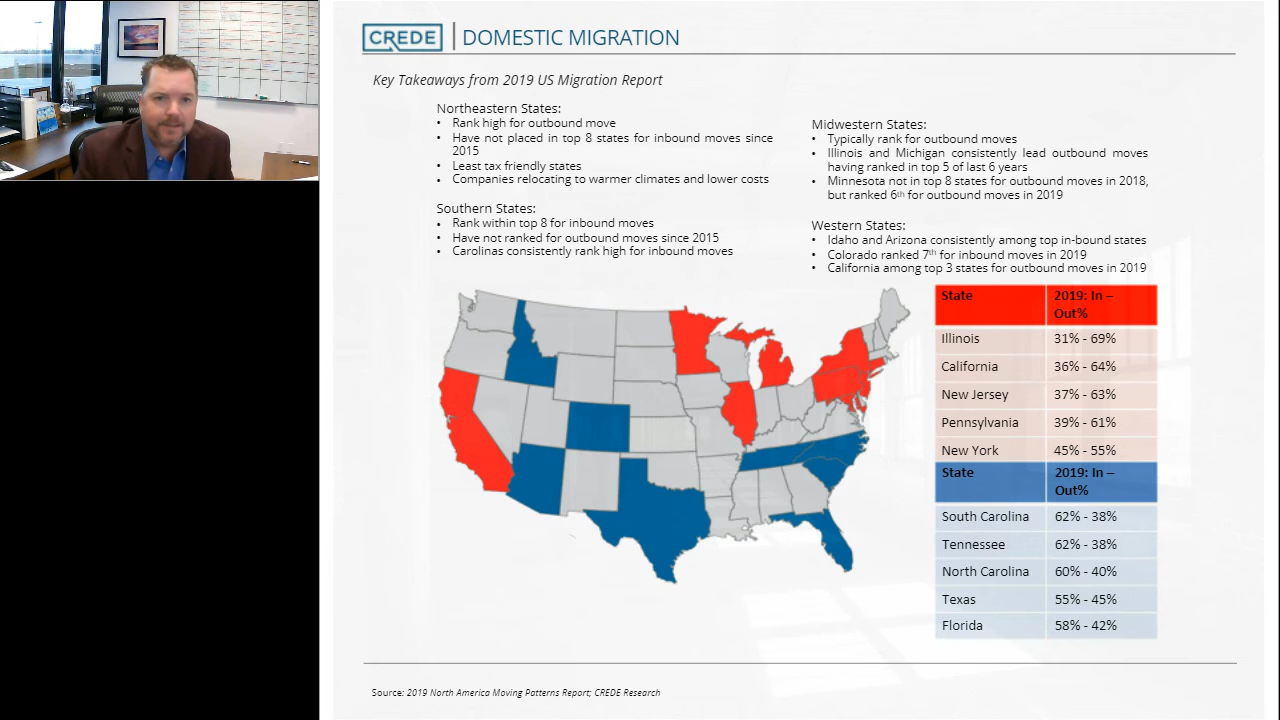 CREDE
DOMESTIC MIGRATION
Key Takeaways from 2019 US Migration Report
Northeastern States:
• Rank high for outbound move
• Have not placed in top 8 states for inbound moves since
2015
• Least tax friendly states
• Companies relocating to warmer climates and lower costs
Southern States:
• Rank within top 8 for inbound moves
• Have not ranked for outbound moves since 2015
• Carolinas consistently rank high for inbound moves
Midwestern States:
• Typically rank for outbound moves
• Illinois and Michigan consistently lead outbound moves
having ranked in top 5 of last 6 years
• Minnesota not in top 8 states for outbound moves in 2018,
but ranked 6th for outbound moves in 2019
Western States:
• Idaho and Arizona consistently among top in-bound states
• Colorado ranked 7th for inbound moves in 2019
• California among top 3 states for outbound moves in 2019
State 2019: In –
Out%
Illinois 31% - 69%
California 36% - 64%
New Jersey 37% - 63%
Pennsylvania 39% - 61%
New York 45% - 55%
State 2019: In –
Out%
South Carolina 62% - 38%
Tennessee 62% - 38%
North Carolina 60% - 40%
Texas 55% - 45%
Florida 58% - 42%
Source: 2019 North America Moving Patterns Report; CREDE Research